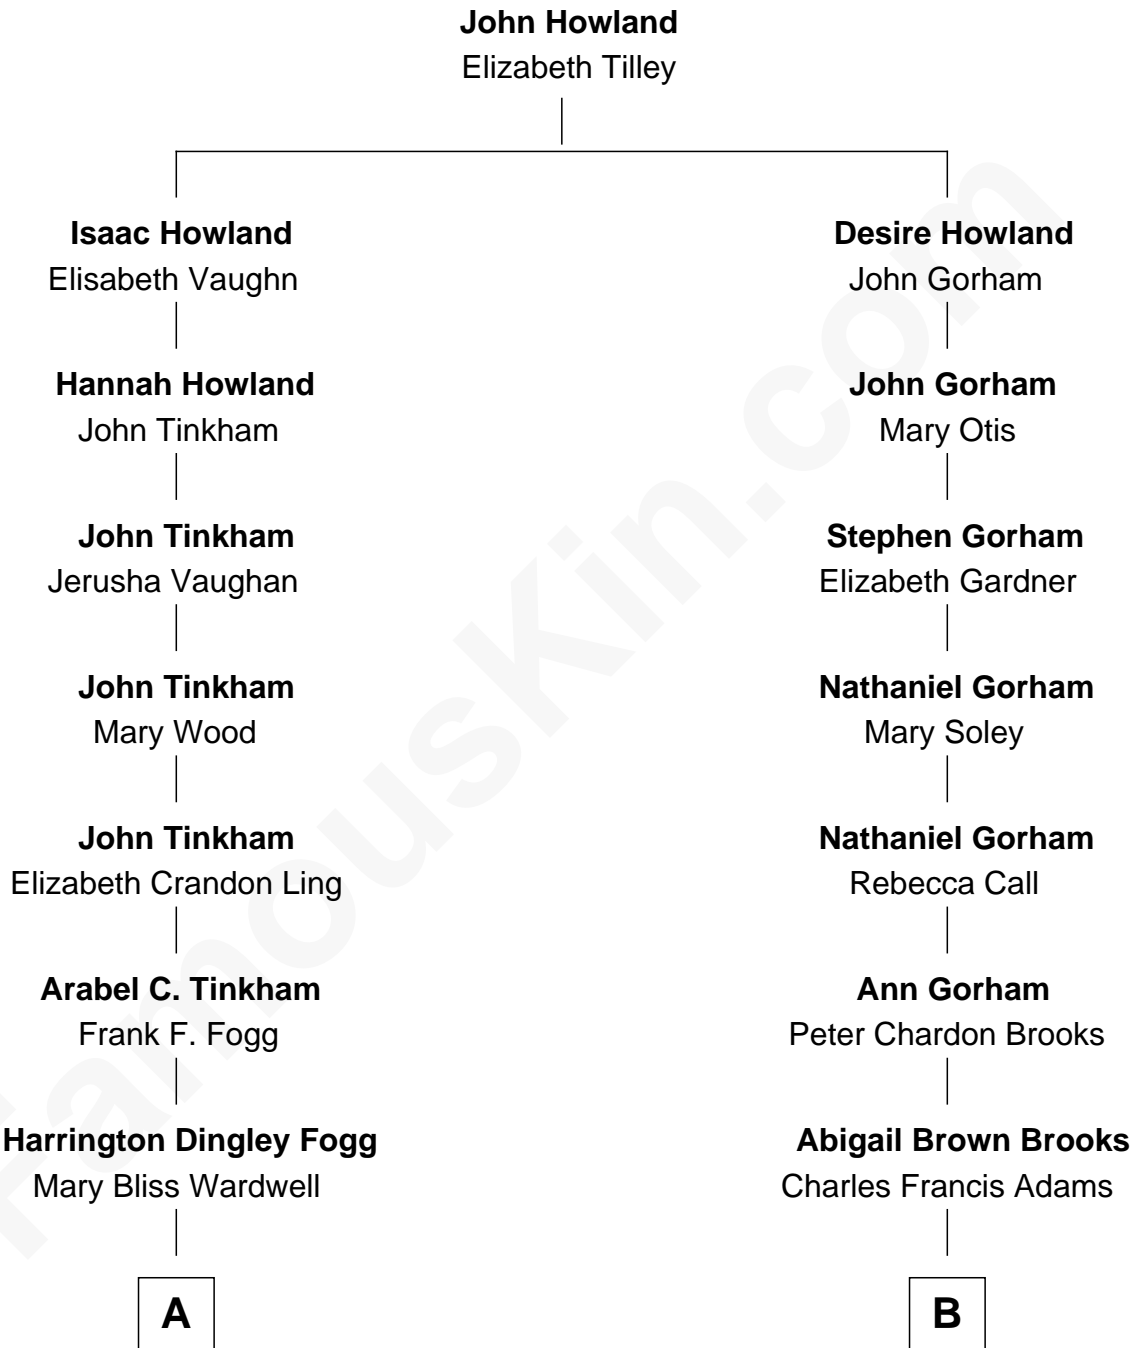 John Howland
Elizabeth Tilley
Isaac Howland
Elisabeth Vaughn
Desire Howland
John Gorham
Hannah Howland
John Tinkham
John Gorham
Mary Otis
John Tinkham
Jerusha Vaughan
Stephen Gorham
Elizabeth Gardner
John Tinkham
Mary Wood
Nathaniel Gorham
Mary Soley
John Tinkham
Elizabeth Crandon Ling
Nathaniel Gorham
Rebecca Call
Arabel C. Tinkham
Frank F. Fogg
Ann Gorham
Peter Chardon Brooks
Harrington Dingley Fogg
Mary Bliss Wardwell
Abigail Brown Brooks
Charles Francis Adams
A
B
FamousKin.com